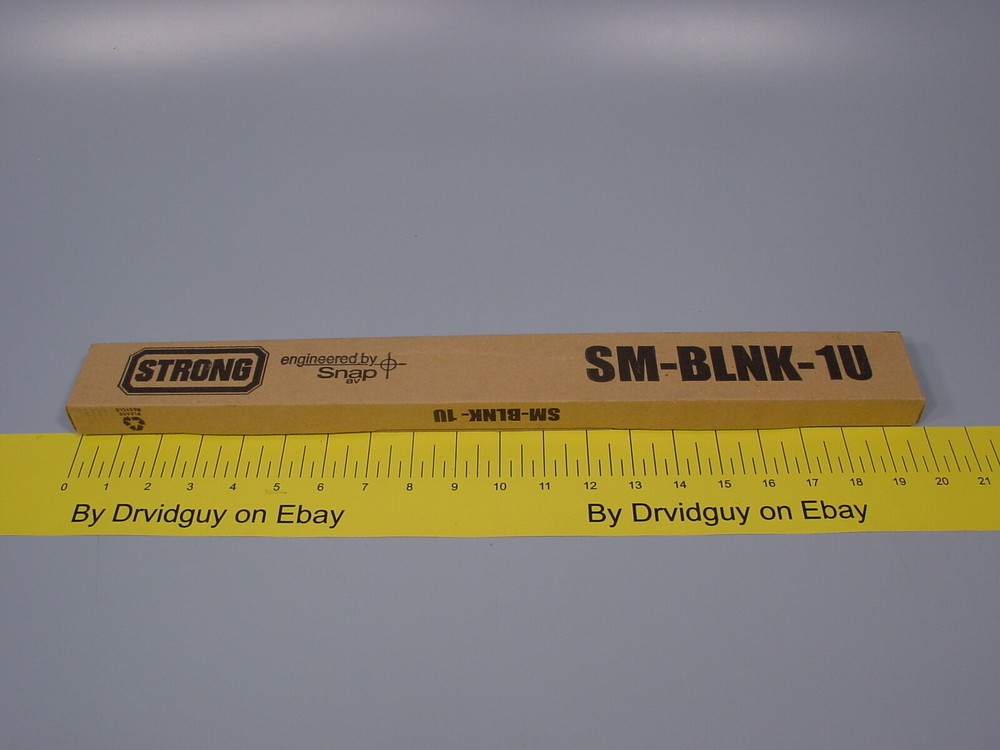 STRONG
engineered by
Snap
av
SM-BLNK-1U
PLEASE
RECYCLE
SM-BLNK-1U
0 1 2 3 4 5 6 7 8 9 10 11 12 13 14 15 16 17 18 19 20 21
By Drvidguy on Ebay
By Drvidguy on Ebay